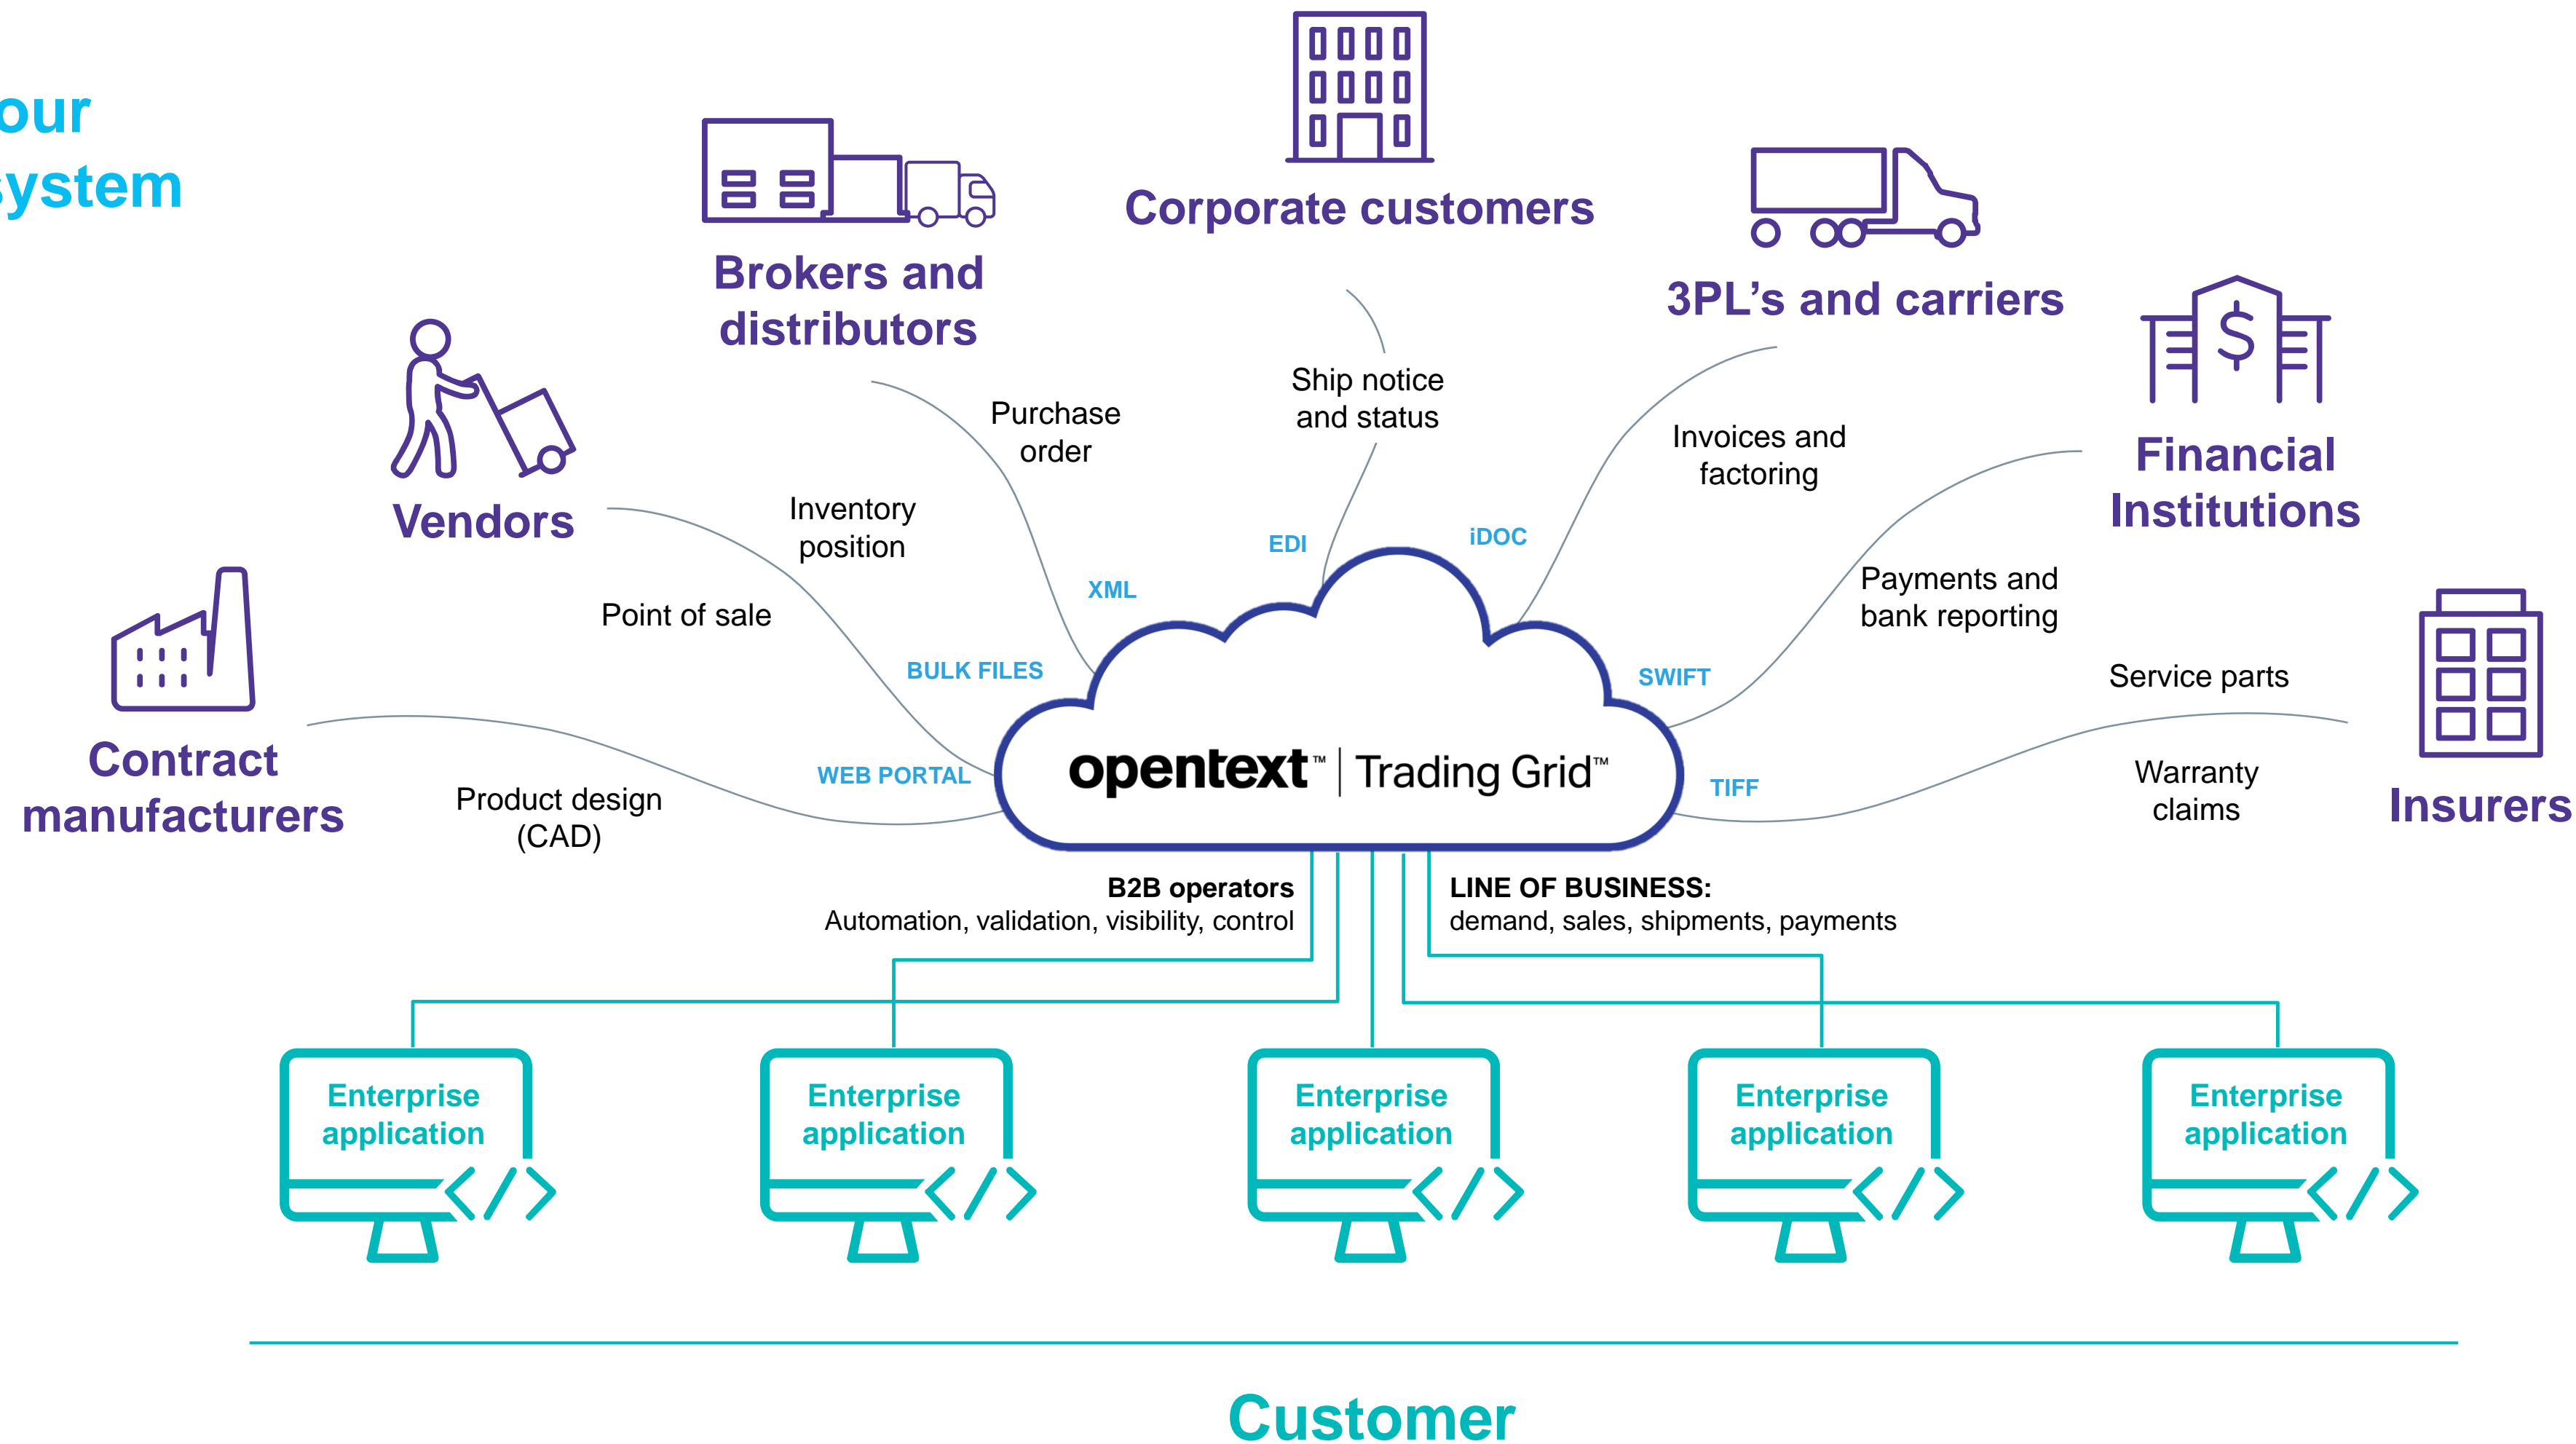 our
system
Corporate customers
Brokers and
distributors
3PL’s and carriers
Vendors
Financial
Institutions
Contract
manufacturers
Insurers
Purchase
order
Ship notice
and status
Invoices and
factoring
Inventory
position
Point of sale
Payments and
bank reporting
Service parts
Warranty
claims
Product design
(CAD)
EDI
iDOC
XML
BULK FILES
SWIFT
WEB PORTAL
TIFF
opentext™ | Trading Grid™
B2B operators
Automation, validation, visibility, control
LINE OF BUSINESS:
demand, sales, shipments, payments
Enterprise
application
Enterprise
application
Enterprise
application
Enterprise
application
Enterprise
application
Customer